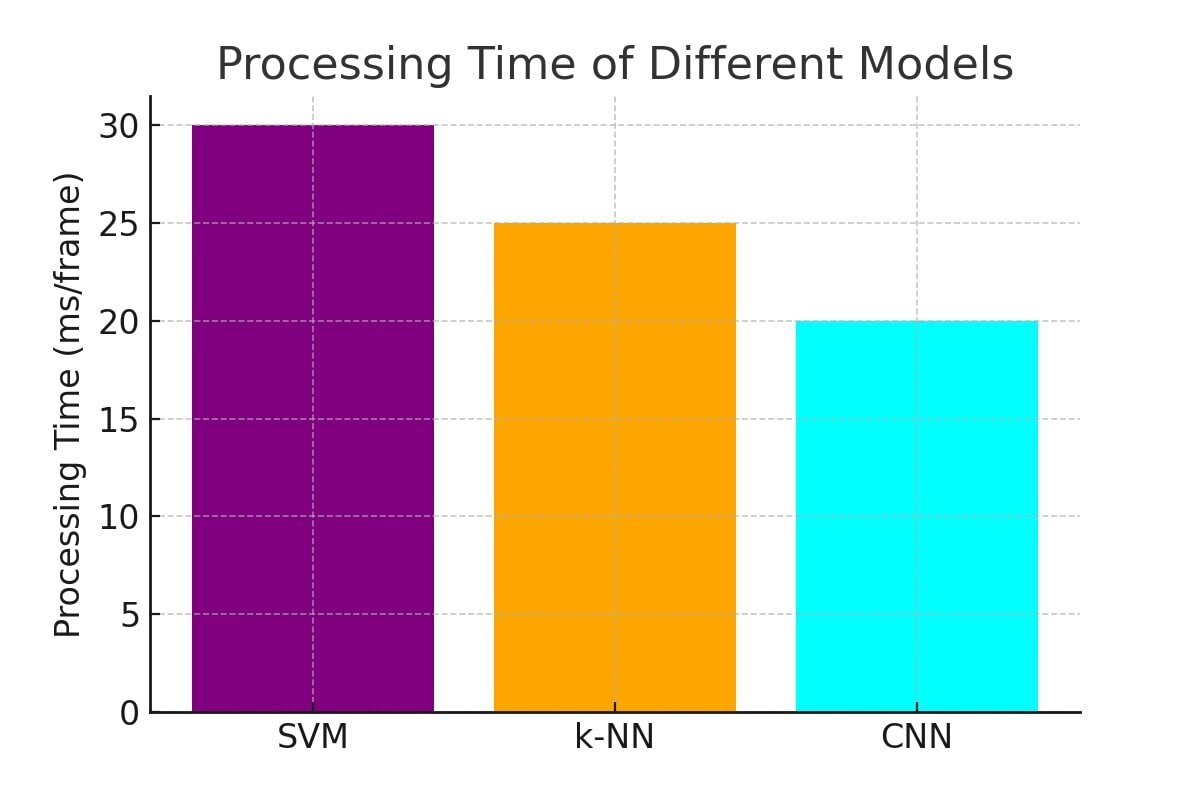 Processing Time of Different Models
Processing Time (ms/frame)
30
25
20
15
10
5
0
SVM k-NN CNN